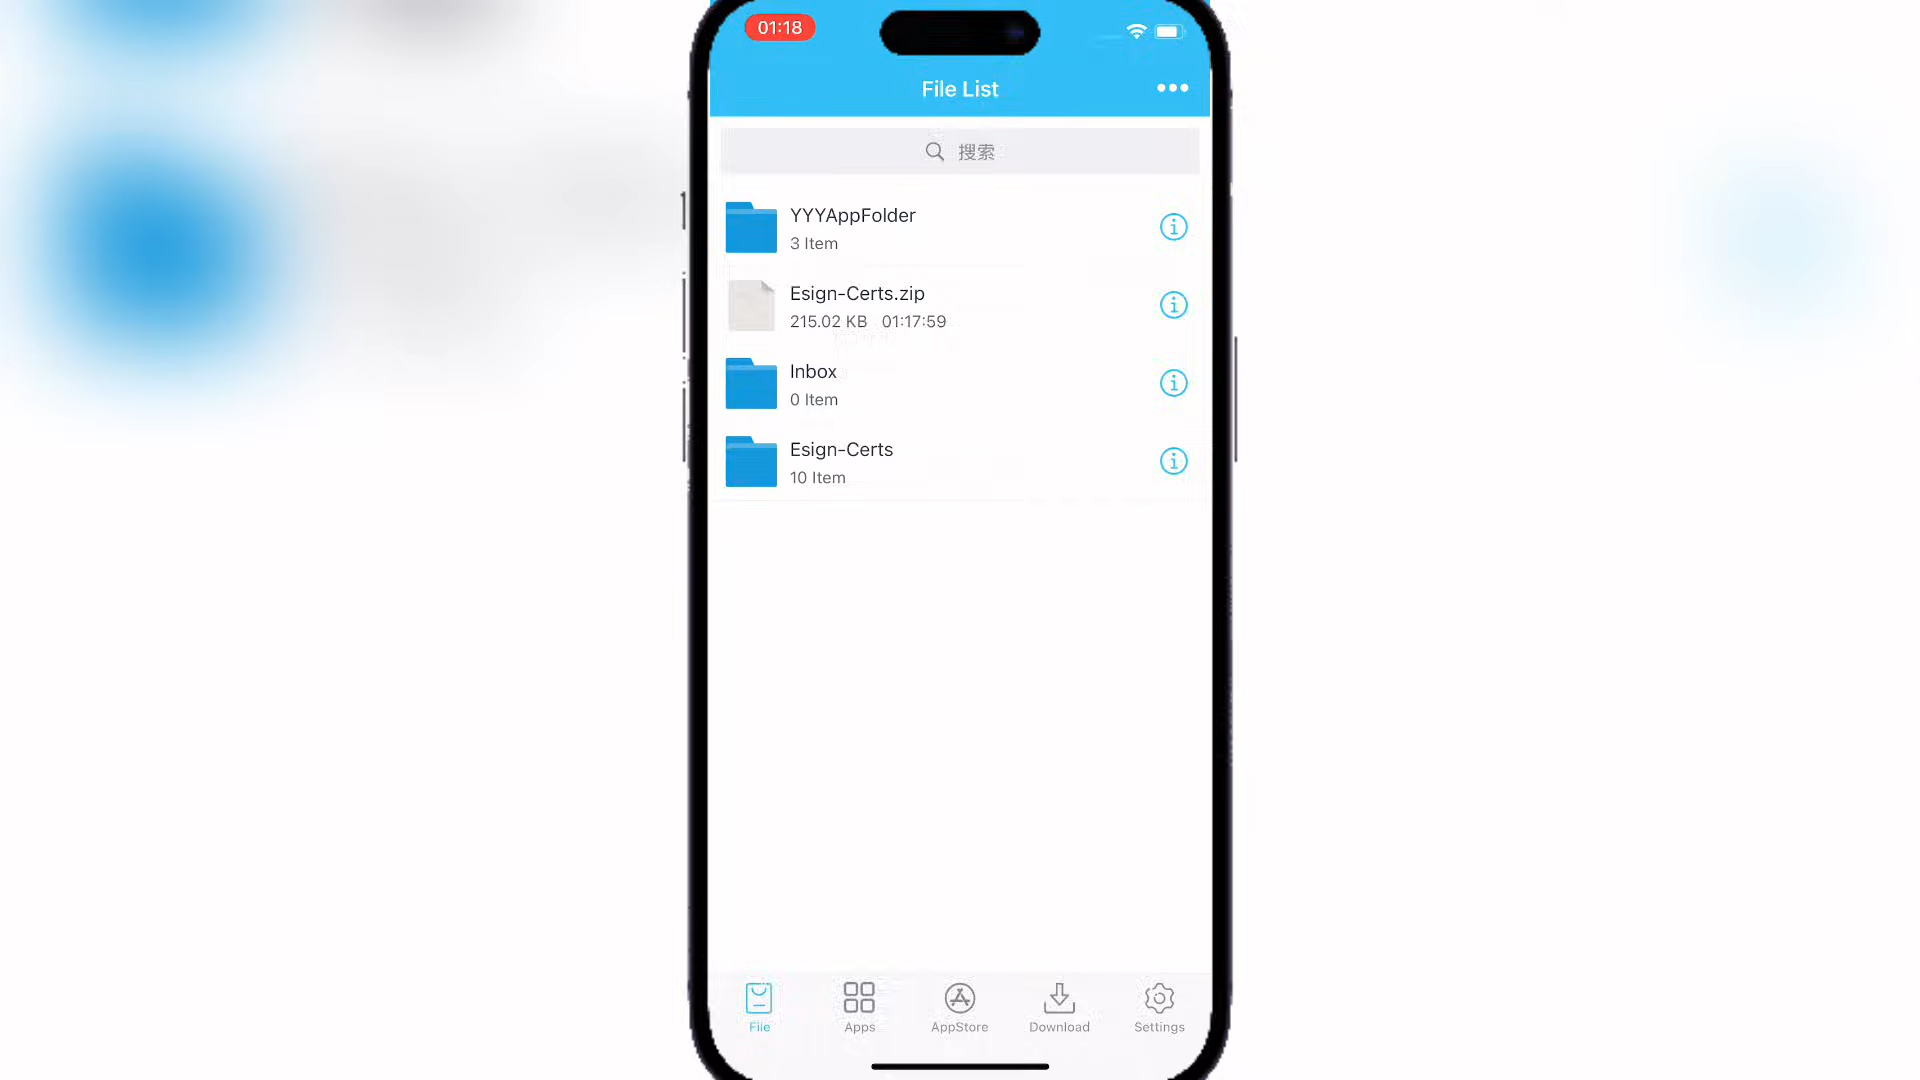 01:18
File List
搜索
YYYAppFolder
3 Item
Esign-Certs.zip
215.02 KB 01:17:59
Inbox
0 Item
Esign-Certs
10 Item
File
Apps
AppStore
Download
Settings